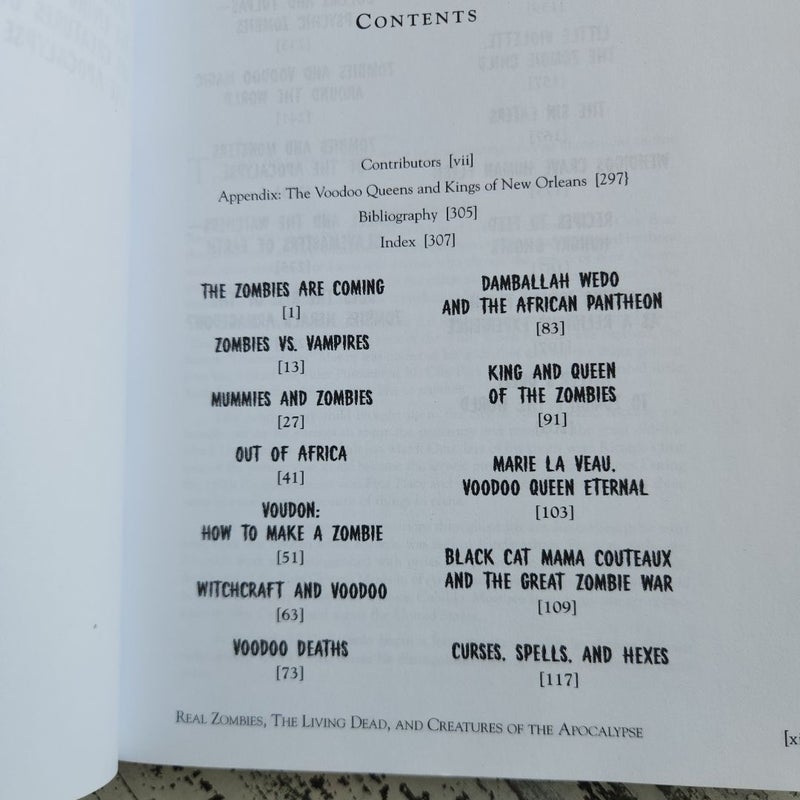 CONTENTS
Contributors [vii]
Appendix: The Voodoo Queens and Kings of New Orleans [297}
Bibliography [305]
Index [307]
THE ZOMBIES ARE COMING
[1]
ZOMBIES VS. VAMPIRES
[13]
MUMMIES AND ZOMBIES
[27]
OUT OF AFRICA
[41]
VOUDON:
HOW TO MAKE A ZOMBIE
[51]
WITCHCRAFT AND VOODOO
[63]
VOODOO DEATHS
[73]
DAMBALLAH WEDO
AND THE AFRICAN PANTHEON
[83]
KING AND QUEEN
OF THE ZOMBIES
[91]
MARIE LA VEAU,
VOODOO QUEEN ETERNAL
[103]
BLACK CAT MAMA COUTEAUX
AND THE GREAT ZOMBIE WAR
[109]
CURSES, SPELLS, AND HEXES
[117]
REAL ZOMBIES, THE LIVING DEAD, AND CREATURES OF THE APOCALYPSE